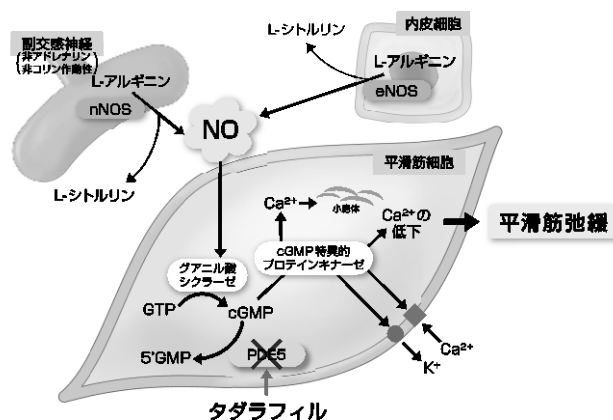 副交感神経
(非アドレナリン
非コリン作動性)
L-アルギニン
nNOS
L-シトルリン
NO
L-シトルリン
内皮細胞
L-アルギニン
eNOS
平滑筋細胞
Ca²⁺
小胞体
Ca²⁺の
低下
平滑筋弛緩
cGMP特異的
プロテインキナーゼ
グアニル酸
シクラーゼ
GTP
cGMP
5'GMP
PDE5
Ca²⁺
K⁺
タダラフィル